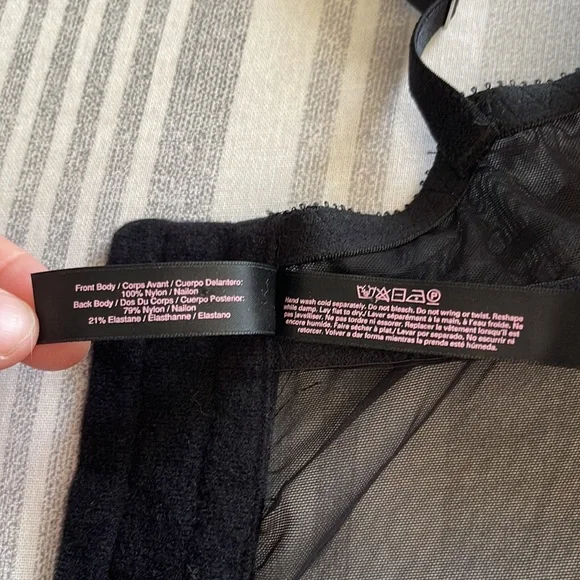 Front Body / Corps Avant / Cuerpo Delantero:
100% Nylon / Nailon
Back Body / Dos Du Corps / Cuerpo Posterior:
79% Nylon / Nailon
21% Elastane / Élasthanne / Elastano
Hand wash cold separately. Do not bleach. Do not wring or twist. Reshape
while damp. Lay flat to dry./ Laver séparément à la main, à l'eau froide.
Ne pas javelliser. Ne pas tordre ni essorer. Replacer le vêtement lorsqu'il est
encore humide. Faire sécher à plat./ Lavar por separado. No escurrir ni
retorcer. Volver a dar forma mientras la prenda esté húmeda.